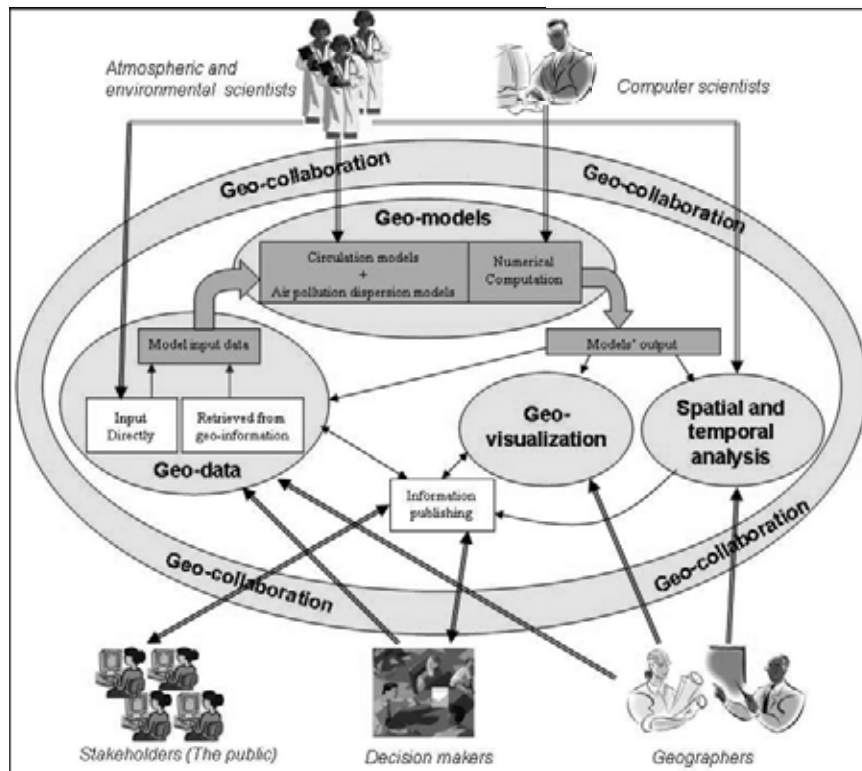 Atmospheric and
environmental scientists
Computer scientists
Geo-collaboration
Geo-collaboration
Geo-models
Circulation models
+
Air pollution dispersion models
Numerical
Computation
Model input data
Models' output
Input
Directly
Retrieved from
geo-information
Geo-data
Geo-
visualization
Spatial and
temporal
analysis
Information
publishing
Geo-collaboration
Geo-collaboration
Stakeholders (The public)
Decision makers
Geographers